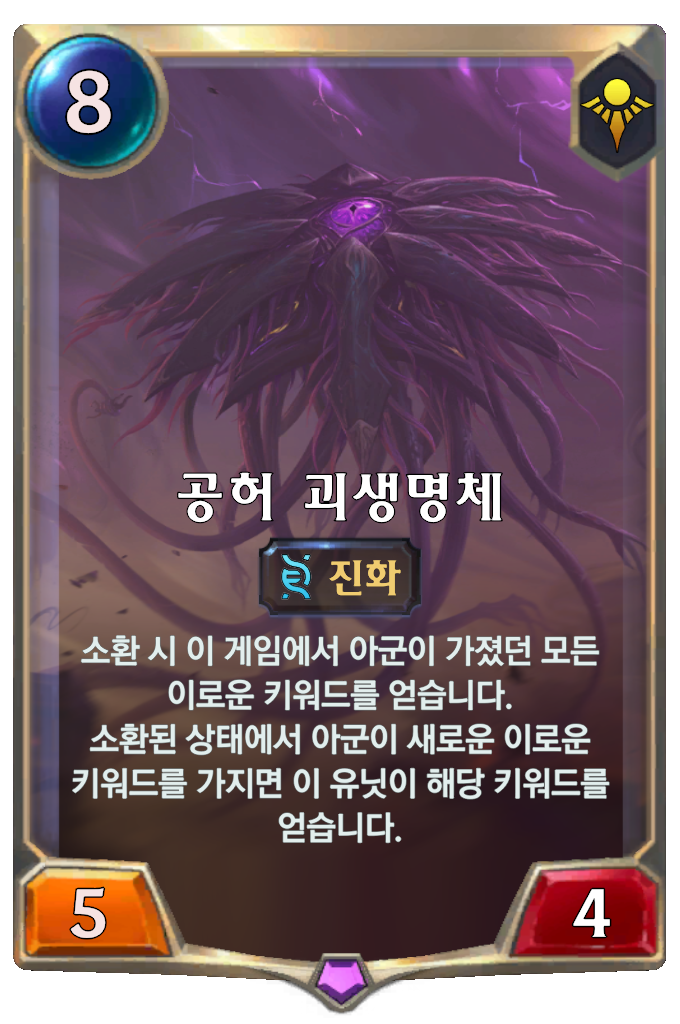 8
공허 괴생명체
진화
소환 시 이 게임에서 아군이 가졌던 모든
이로운 키워드를 얻습니다.
소환된 상태에서 아군이 새로운 이로운
키워드를 가지면 이 유닛이 해당 키워드를
얻습니다.
5
4